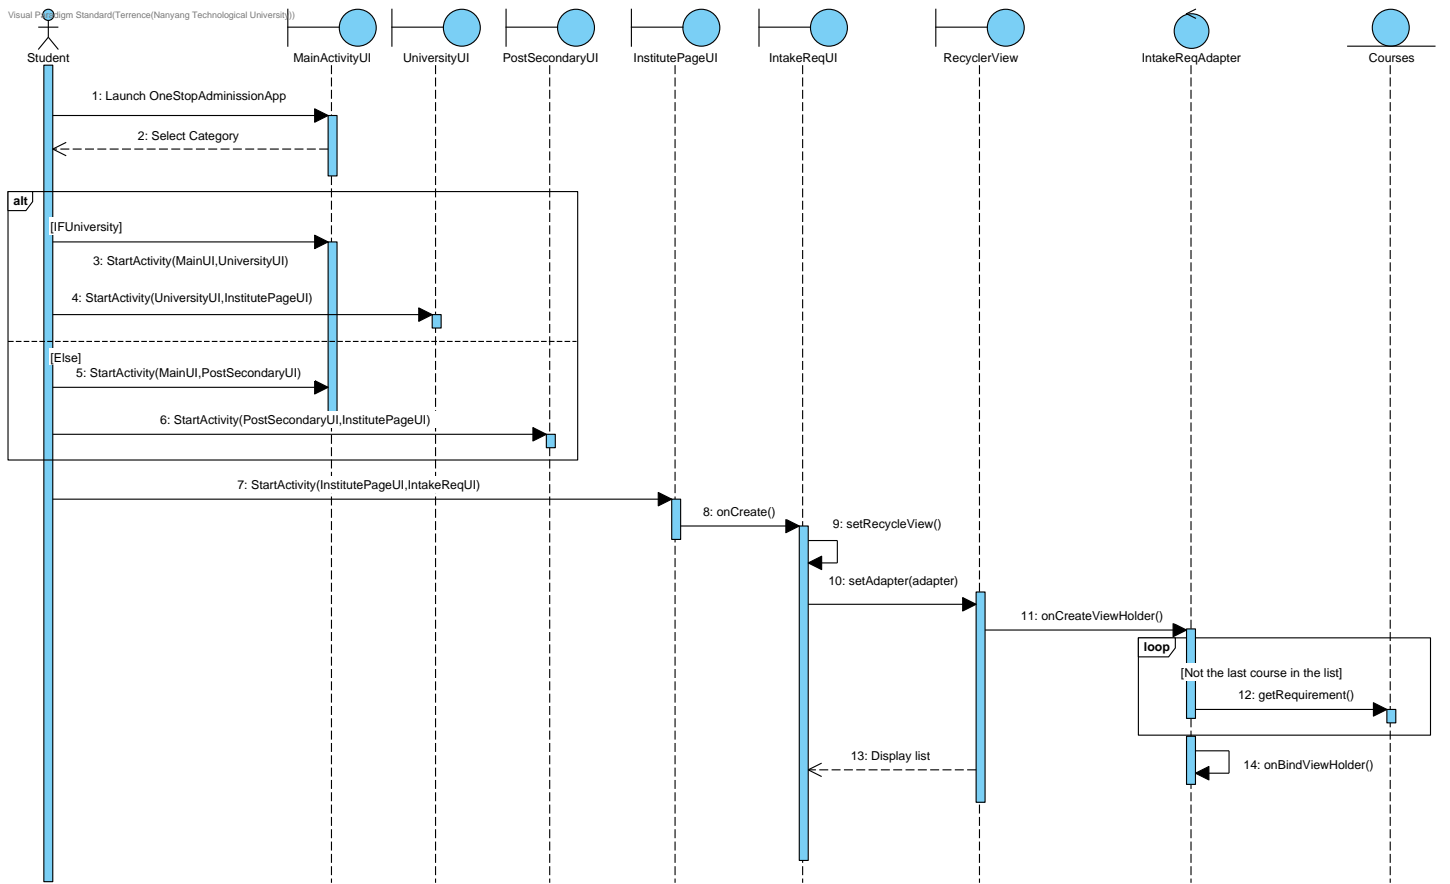 Visual Paradigm Standard(Terrence(Nanyang Technological University))
Student
MainActivityUI
UniversityUI
PostSecondaryUI
InstitutePageUI
IntakeReqUI
RecyclerView
IntakeReqAdapter
Courses
1: Launch OneStopAdminissionApp
2: Select Category
alt
[IFUniversity]
3: StartActivity(MainUI,UniversityUI)
4: StartActivity(UniversityUI,InstitutePageUI)
[Else]
5: StartActivity(MainUI,PostSecondaryUI)
6: StartActivity(PostSecondaryUI,InstitutePageUI)
7: StartActivity(InstitutePageUI,IntakeReqUI)
8: onCreate()
9: setRecycleView()
10: setAdapter(adapter)
11: onCreateViewHolder()
loop
[Not the last course in the list]
12: getRequirement()
13: Display list
14: onBindViewHolder()